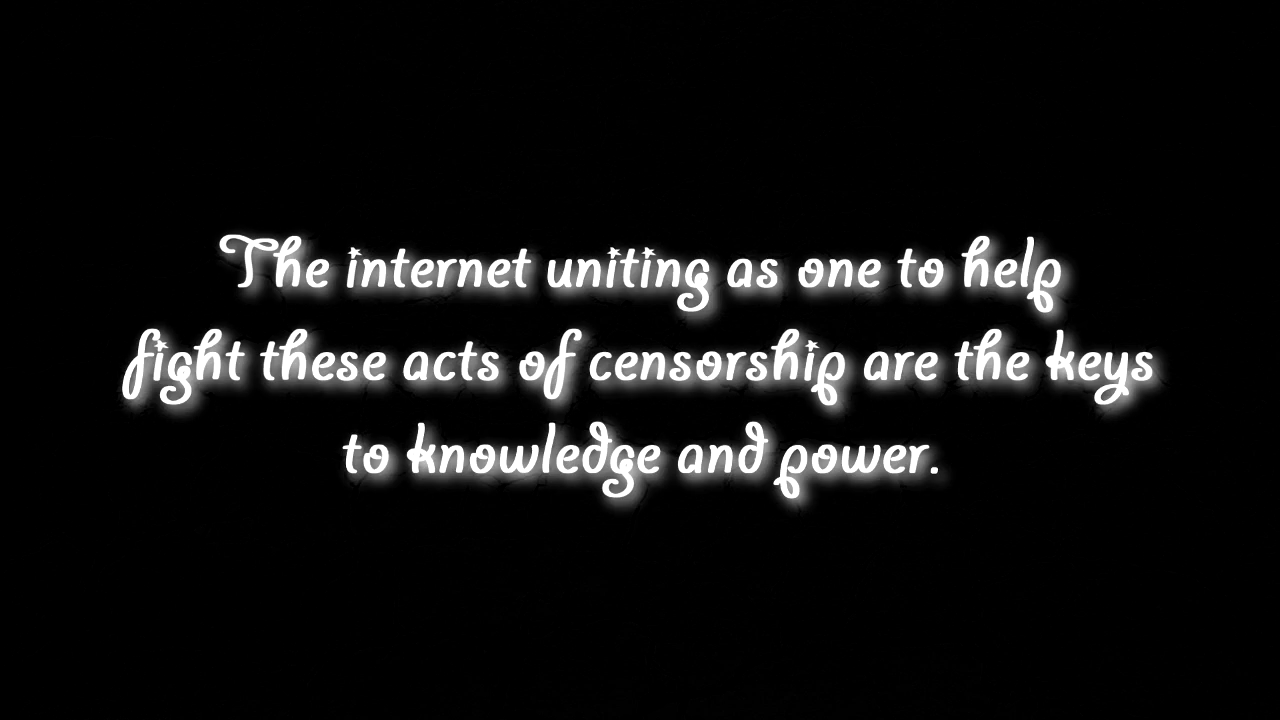 The internet uniting as one to help
fight these acts of censorship are the keys
to knowledge and power.